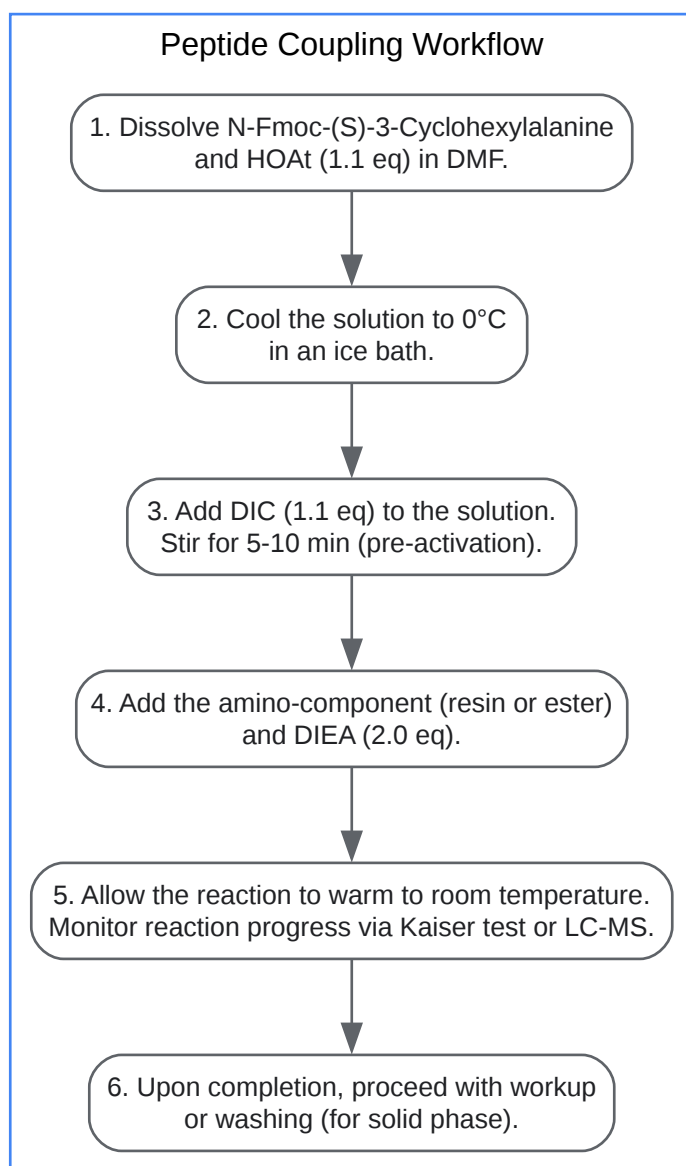 Peptide Coupling Workflow
1. Dissolve N-Fmoc-(S)-3-Cyclohexylalanine
and HOAt (1.1 eq) in DMF.
2. Cool the solution to 0°C
in an ice bath.
3. Add DIC (1.1 eq) to the solution.
Stir for 5-10 min (pre-activation).
4. Add the amino-component (resin or ester)
and DIEA (2.0 eq).
5. Allow the reaction to warm to room temperature.
Monitor reaction progress via Kaiser test or LC-MS.
6. Upon completion, proceed with workup
or washing (for solid phase).